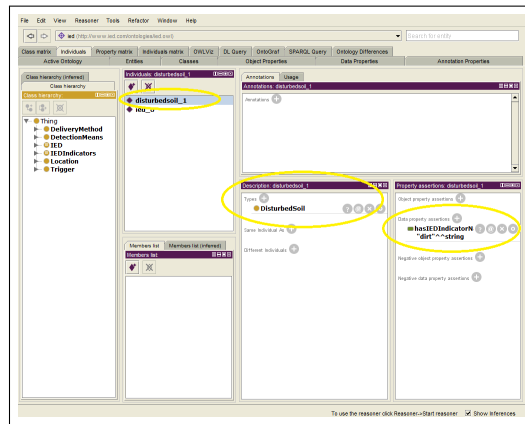 File Edit View Reasoner Tools Refactor Window Help
ied (http://www.ied.com/ontologies/ied.owl)
Search for entity
Class matrix Individuals Property matrix Individuals matrix OWLViz DL Query OntoGraf SPARQL Query Ontology Differences
Active Ontology Entities Classes Object Properties Data Properties Annotation Properties
Class hierarchy (inferred)
Class hierarchy
Class hierarchy
Thing
DeliveryMethod
DetectionMeans
IED
IEDIndicators
Location
Trigger
Individuals: disturbedsoil_1
disturbedsoil_1
Members list Members list (inferred)
Members list
Annotations Usage
Annotations: disturbedsoil_1
Annotations
Description: disturbedsoil_1
Types
DisturbedSoil
Same Individual As
Different Individuals
Property assertions: disturbedsoil_1
Object property assertions
Data property assertions
hasIEDIndicatorN
"dirt"^^string
Negative object property assertions
Negative data property assertions
To use the reasoner click Reasoner->Start reasoner Show Inferences